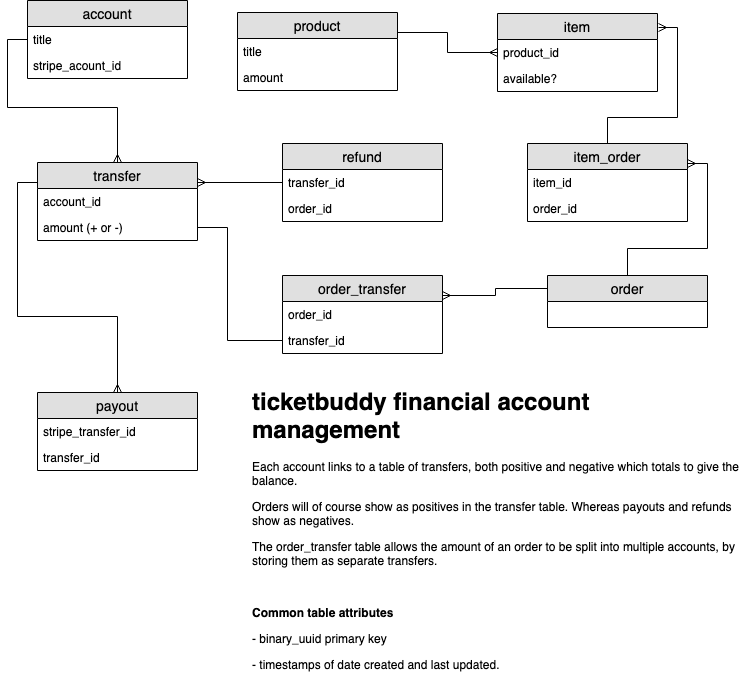 account
title
stripe_acount_id
product
title
amount
item
product_id
available?
transfer
account_id
amount (+ or -)
refund
transfer_id
order_id
item_order
item_id
order_id
order_transfer
order_id
transfer_id
order
payout
stripe_transfer_id
transfer_id
ticketbuddy financial account
management
Each account links to a table of transfers, both positive and negative which totals to give the
balance.
Orders will of course show as positives in the transfer table. Whereas payouts and refunds
show as negatives.
The order_transfer table allows the amount of an order to be split into multiple accounts, by
storing them as separate transfers.
Common table attributes
- binary_uuid primary key
- timestamps of date created and last updated.